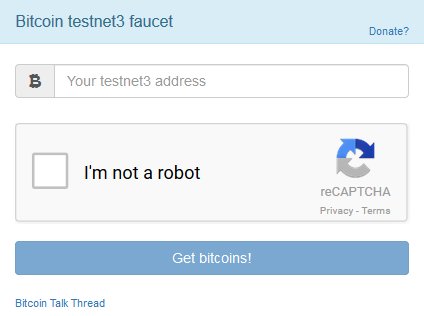 Bitcoin testnet3 faucet
Donate?
Your testnet3 address
I'm not a robot
reCAPTCHA
Privacy - Terms
Get bitcoins!
Bitcoin Talk Thread